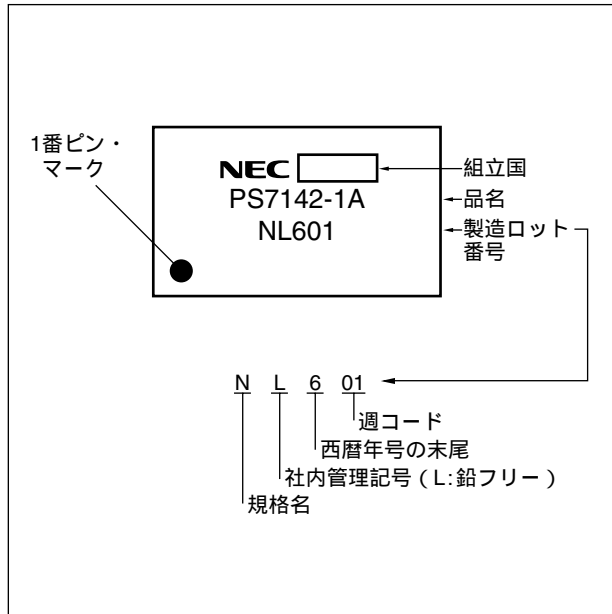 1番ピン・
マーク
NEC
組立国
PS7142-1A
品名
NL601
製造ロット
番号
N L 6 01
週コード
西暦年号の末尾
社内管理記号（L:鉛フリー）
規格名